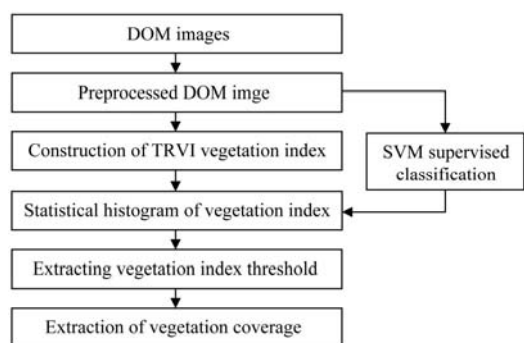 DOM images
Preprocessed DOM imge
Construction of TRVI vegetation index
SVM supervised
classification
Statistical histogram of vegetation index
Extracting vegetation index threshold
Extraction of vegetation coverage